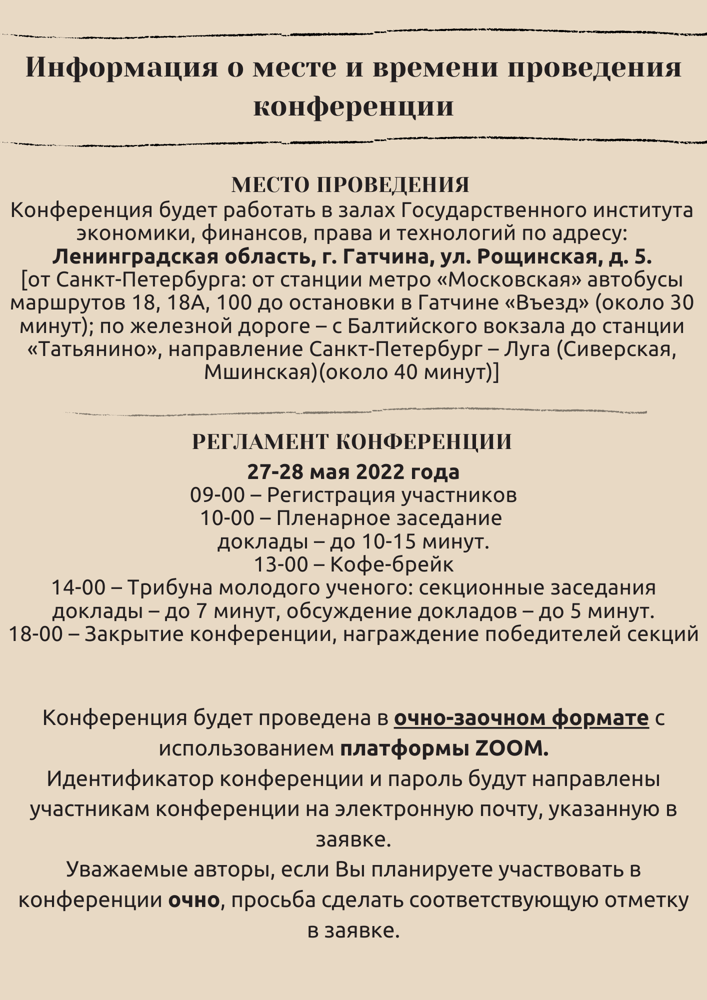 Информация о месте и времени проведения
конференции
МЕСТО ПРОВЕДЕНИЯ
Конференция будет работать в залах Государственного института
экономики, финансов, права и технологий по адресу:
Ленинградская область, г. Гатчина, ул. Рощинская, д. 5.
[от Санкт-Петербурга: от станции метро «Московская» автобусы
маршрутов 18, 18А, 100 до остановки в Гатчине «Въезд» (около 30
минут); по железной дороге – с Балтийского вокзала до станции
«Татьянино», направление Санкт-Петербург – Луга (Сиверская,
Мшинская)(около 40 минут)]
РЕГЛАМЕНТ КОНФЕРЕНЦИИ
27-28 мая 2022 года
09-00 – Регистрация участников
10-00 – Пленарное заседание
доклады – до 10-15 минут.
13-00 – Кофе-брейк
14-00 – Трибуна молодого ученого: секционные заседания
доклады – до 7 минут, обсуждение докладов – до 5 минут.
18-00 – Закрытие конференции, награждение победителей секций
Конференция будет проведена в очно-заочном формате с
использованием платформы ZOOM.
Идентификатор конференции и пароль будут направлены
участникам конференции на электронную почту, указанную в
заявке.
Уважаемые авторы, если Вы планируете участвовать в
конференции очно, просьба сделать соответствующую отметку
в заявке.